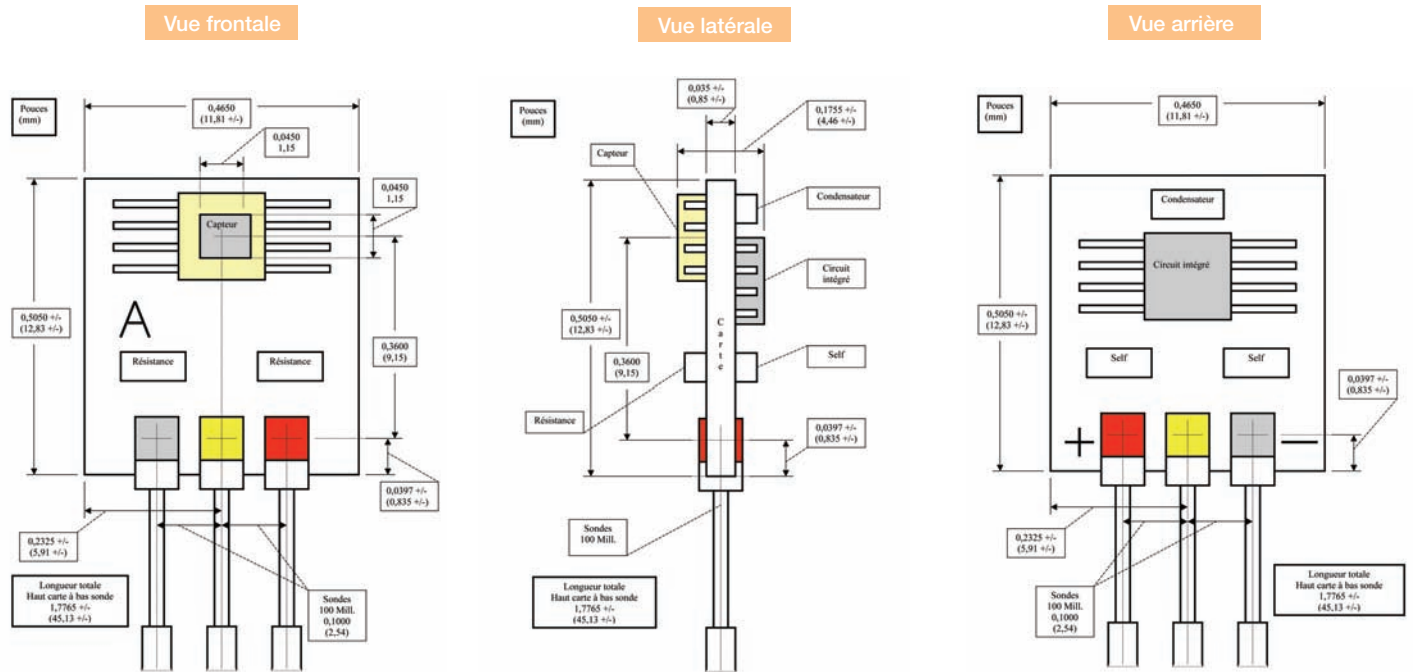 Vue frontale
Pouces
(mm)
0,4650
(11,81 +/-)
0,0450
1,15
0,0450
1,15
Capteur
0,5050 +/-
(12,83 +/-)
A
0,3600
(9,15)
Résistance
Résistance
0,0397 +/-
(0,835 +/-)
0,2325 +/-
(5,91 +/-)
Longueur totale
Haut carte à bas sonde
1,7765 +/-
(45,13 +/-)
Sondes
100 Mill.
0,1000
(2,54)
Vue latérale
Pouces
(mm)
0,035 +/-
(0,85 +/-)
0,1755 +/-
(4,46 +/-)
Capteur
Condensateur
Circuit
intégré
0,5050 +/-
(12,83 +/-)
Carte
0,3600
(9,15)
Self
Résistance
0,0397 +/-
(0,835 +/-)
Sondes
100 Mill.
Longueur totale
Haut carte à bas sonde
1,7765 +/-
(45,13 +/-)
Vue arrière
Pouces
(mm)
0,4650
(11,81 +/-)
Condensateur
Circuit intégré
0,5050 +/-
(12,83 +/-)
Self
Self
0,0397 +/-
(0,835 +/-)
+
—
0,2325 +/-
(5,91 +/-)
Sondes
100 Mill.
0,1000
(2,54)
Longueur totale
Haut carte à bas sonde
1,7765 +/-
(45,13 +/-)